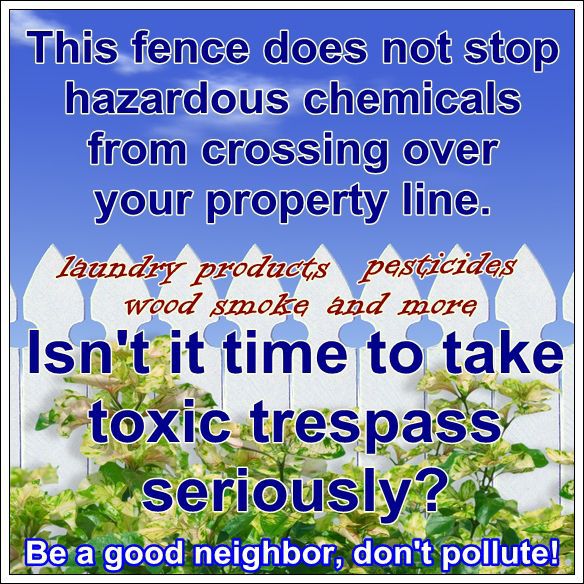 This fence does not stop
hazardous chemicals
from crossing over
your property line.
laundry products pesticides
wood smoke and more
Isn't it time to take
toxic trespass
seriously?
Be a good neighbor, don't pollute!